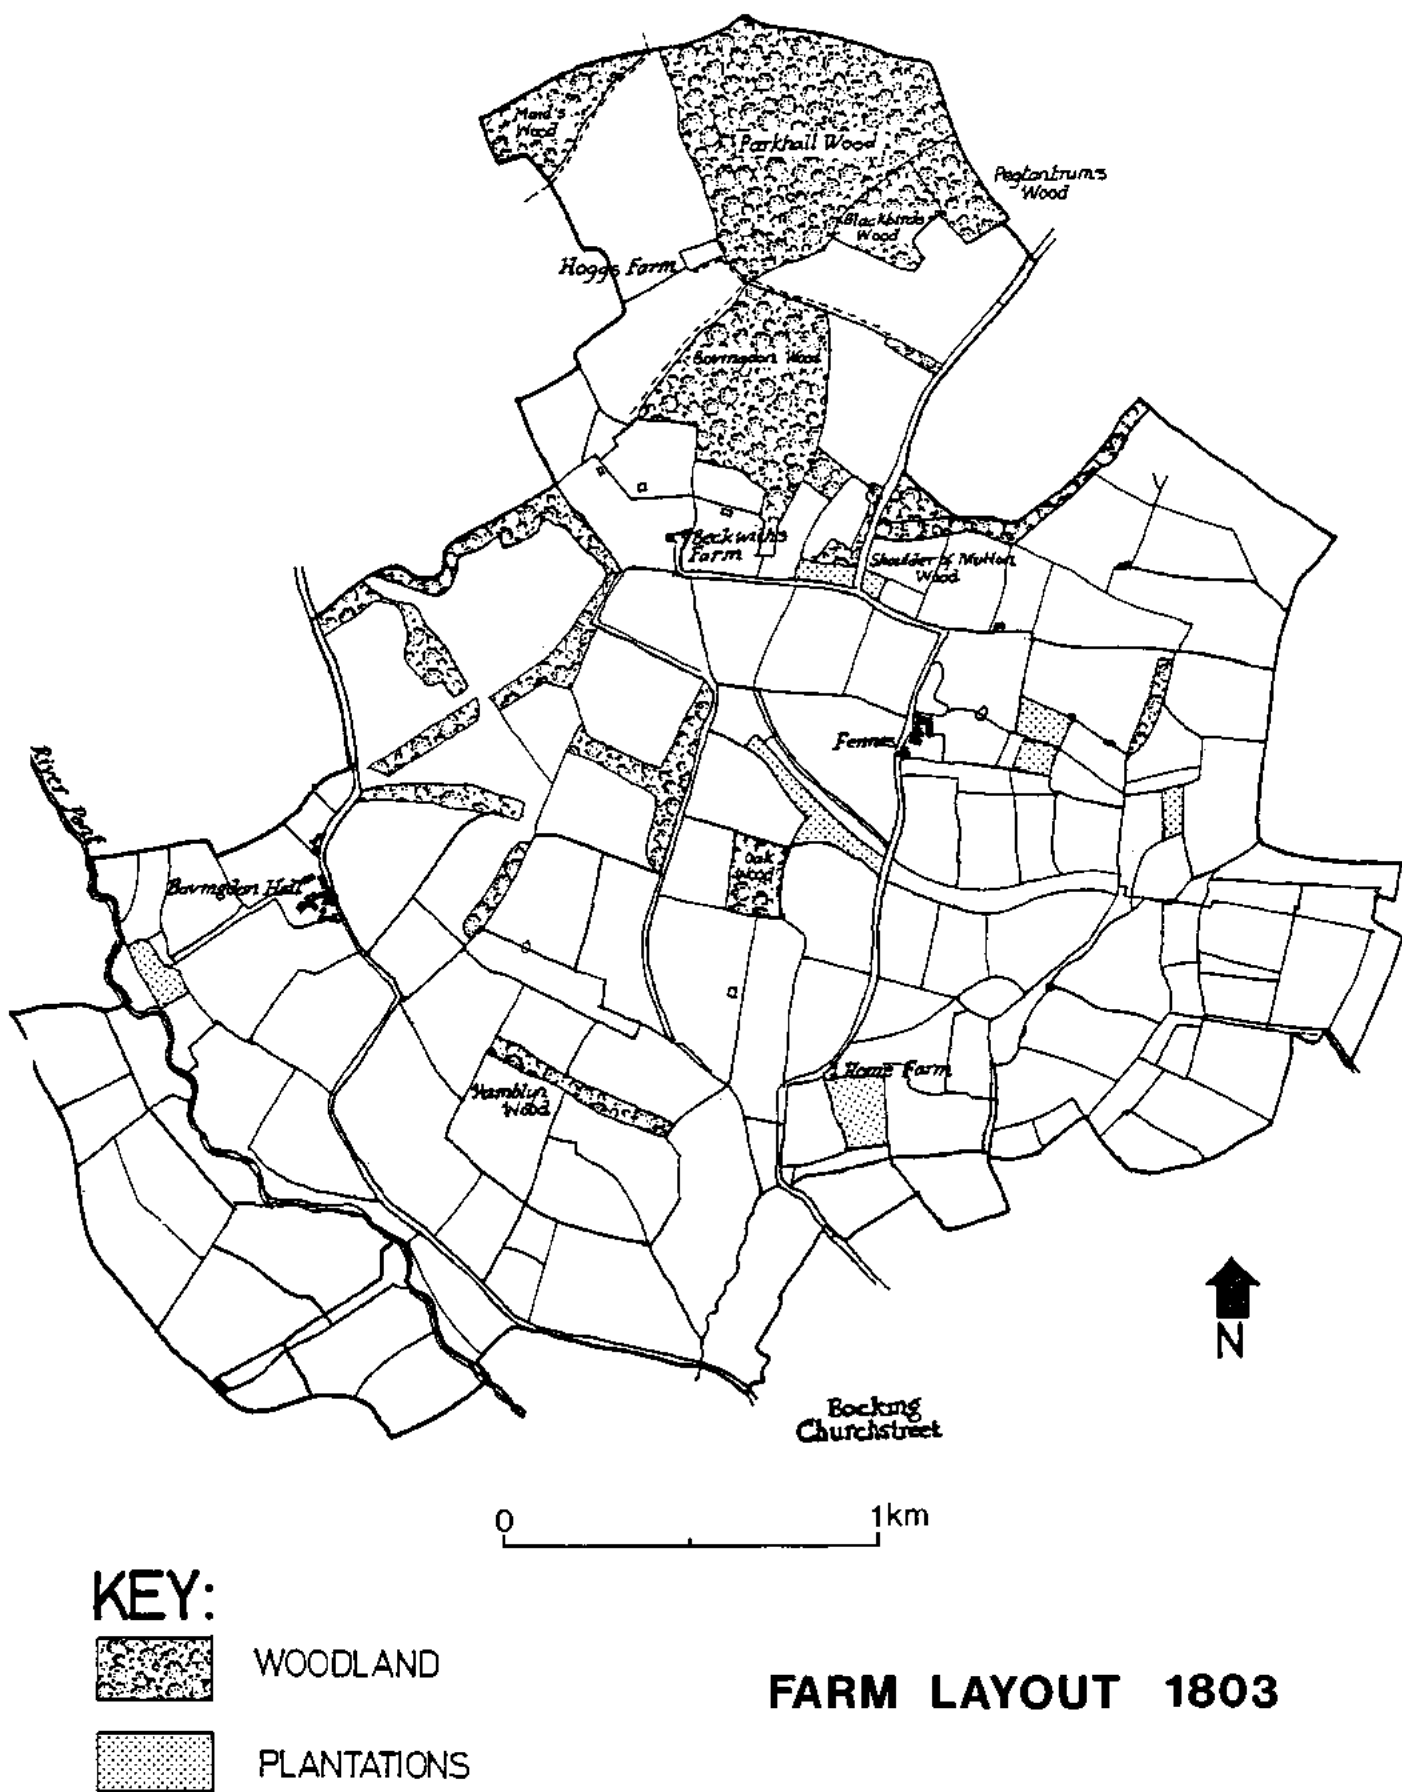 Maid's
Wood
Parkhall Wood
Peglantrums
Wood
Blackbirds
Wood
Hoggs Farm
Bovingdon Wood
Beckwiths
Farm
Shoulder of Mutton
Wood
River Pant
Fennes
Oak
Wood
Bovingdon Hall
Home Farm
Hamblyn
Wood
N
Bocking
Churchstreet
0 1km
KEY:
WOODLAND
FARM LAYOUT 1803
PLANTATIONS